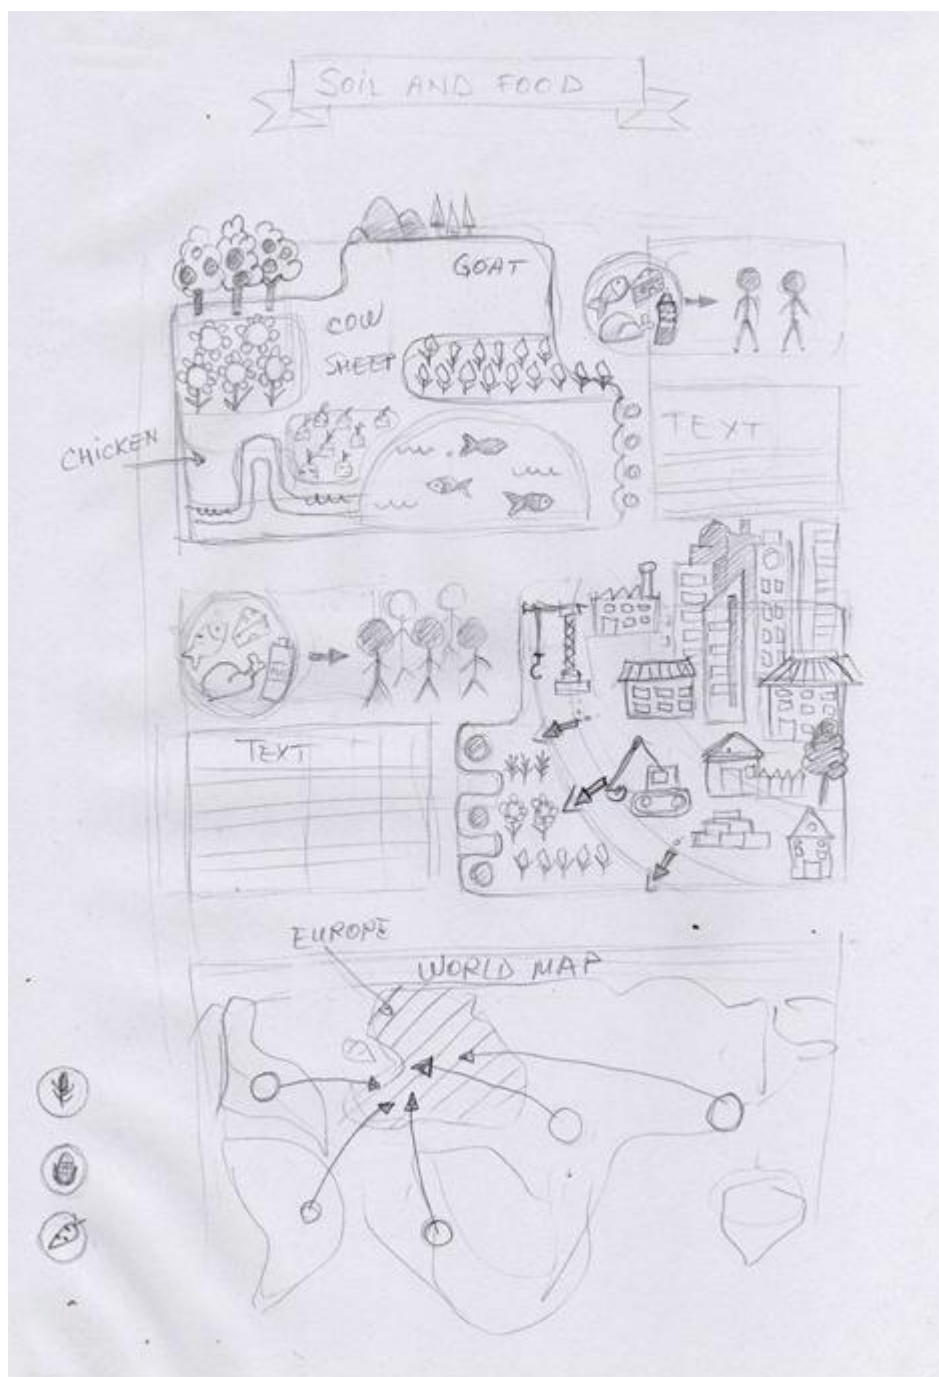 SOIL AND FOOD
GOAT
COW
SHEEP
CHICKEN
TEXT
TEXT
EUROPE
WORLD MAP